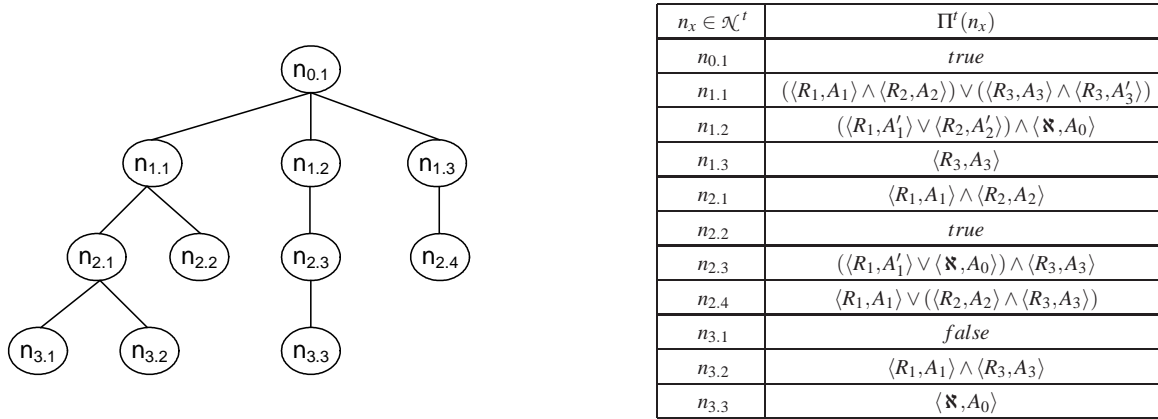 n0.1
n1.1 n1.2 n1.3
n2.1 n2.2 n2.3 n2.4
n3.1 n3.2 n3.3
nₓ ∈ 𝒩ᵗ Πᵗ(nₓ)
n0.1 true
n1.1 (⟨R₁,A₁⟩ ∧ ⟨R₂,A₂⟩) ∨ (⟨R₃,A₃⟩ ∧ ⟨R₃,A′₃⟩)
n1.2 (⟨R₁,A′₁⟩ ∨ ⟨R₂,A′₂⟩) ∧ ⟨ℵ,A₀⟩
n1.3 ⟨R₃,A₃⟩
n2.1 ⟨R₁,A₁⟩ ∧ ⟨R₂,A₂⟩
n2.2 true
n2.3 (⟨R₁,A′₁⟩ ∨ ⟨ℵ,A₀⟩) ∧ ⟨R₃,A₃⟩
n2.4 ⟨R₁,A₁⟩ ∨ (⟨R₂,A₂⟩ ∧ ⟨R₃,A₃⟩)
n3.1 false
n3.2 ⟨R₁,A₁⟩ ∧ ⟨R₃,A₃⟩
n3.3 ⟨ℵ,A₀⟩